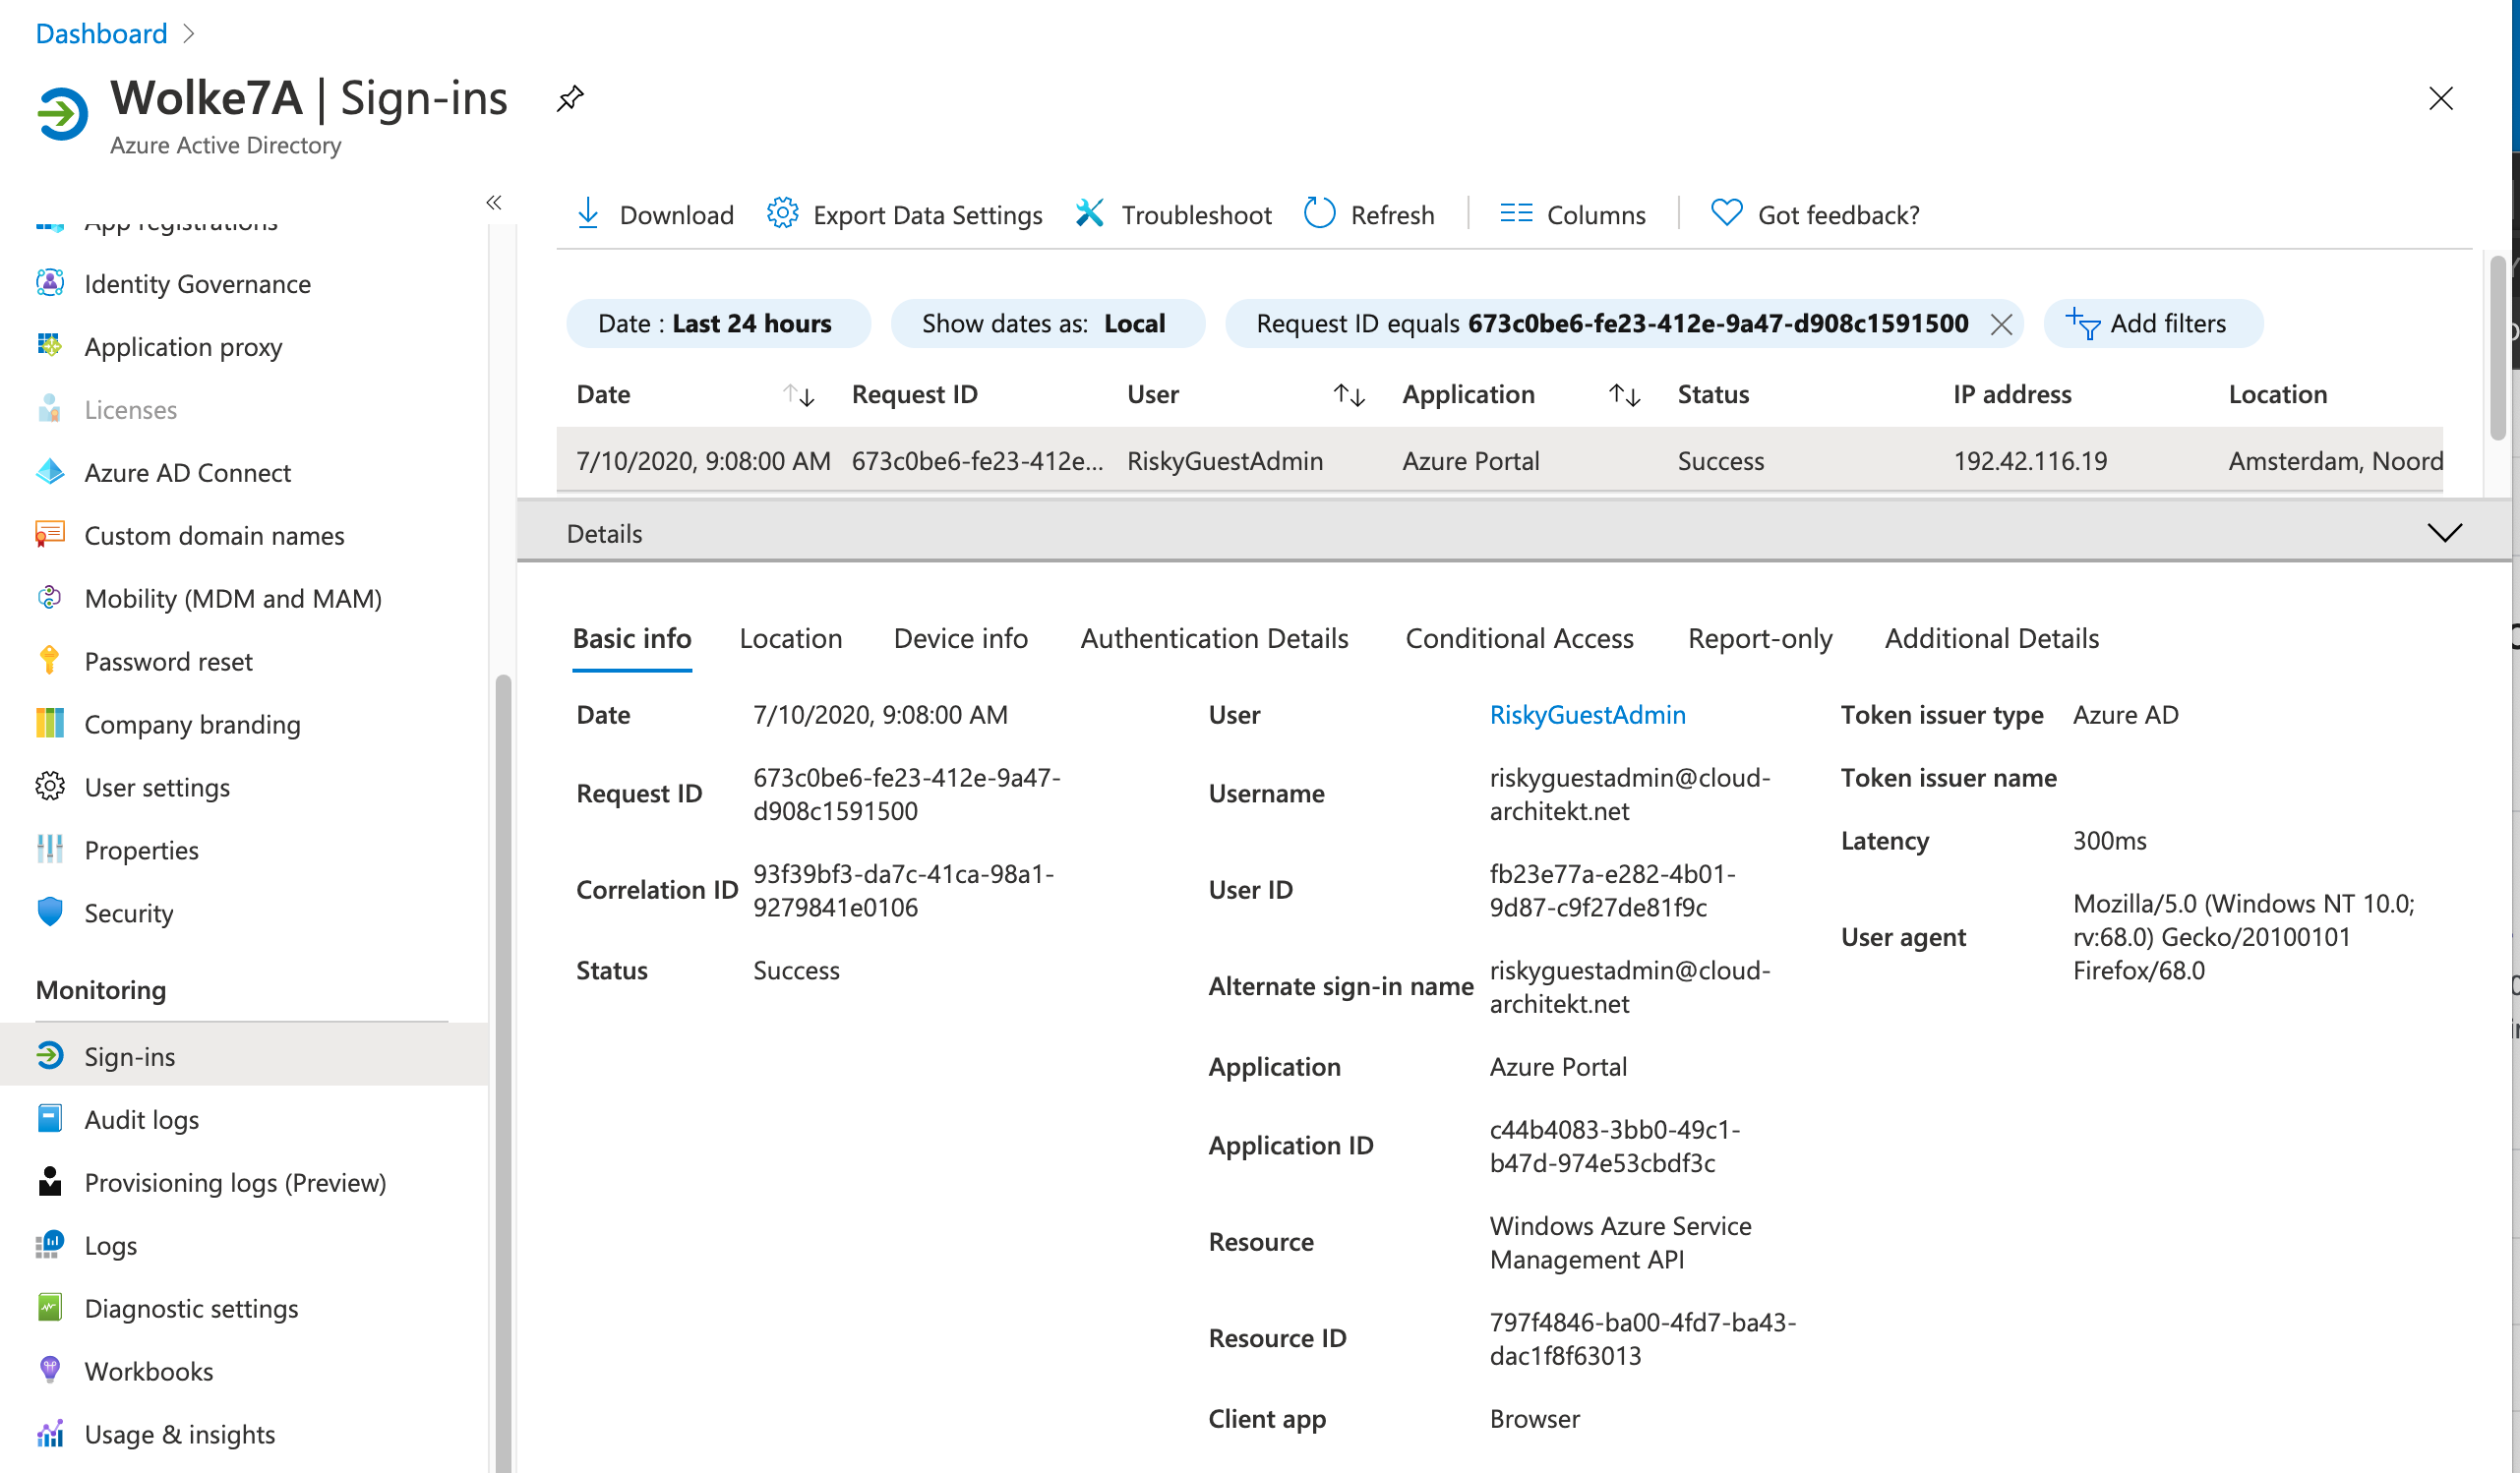 Dashboard
Wolke7A | Sign-ins
Azure Active Directory
App registrations
Identity Governance
Application proxy
Licenses
Azure AD Connect
Custom domain names
Mobility (MDM and MAM)
Password reset
Company branding
User settings
Properties
Security
Monitoring
Sign-ins
Audit logs
Provisioning logs (Preview)
Logs
Diagnostic settings
Workbooks
Usage & insights
Download Export Data Settings Troubleshoot Refresh Columns Got feedback?
Date : Last 24 hours Show dates as: Local Request ID equals 673c0be6-fe23-412e-9a47-d908c1591500 Add filters
Date Request ID User Application Status IP address Location
7/10/2020, 9:08:00 AM 673c0be6-fe23-412e... RiskyGuestAdmin Azure Portal Success 192.42.116.19 Amsterdam, Noord
Details
Basic info Location Device info Authentication Details Conditional Access Report-only Additional Details
Date 7/10/2020, 9:08:00 AM
Request ID 673c0be6-fe23-412e-9a47-
d908c1591500
Correlation ID 93f39bf3-da7c-41ca-98a1-
9279841e0106
Status Success
User RiskyGuestAdmin
Username riskyguestadmin@cloud-
architekt.net
User ID fb23e77a-e282-4b01-
9d87-c9f27de81f9c
Alternate sign-in name riskyguestadmin@cloud-
architekt.net
Application Azure Portal
Application ID c44b4083-3bb0-49c1-
b47d-974e53cbdf3c
Resource Windows Azure Service
Management API
Resource ID 797f4846-ba00-4fd7-ba43-
dac1f8f63013
Client app Browser
Token issuer type Azure AD
Token issuer name
Latency 300ms
User agent Mozilla/5.0 (Windows NT 10.0;
rv:68.0) Gecko/20100101
Firefox/68.0